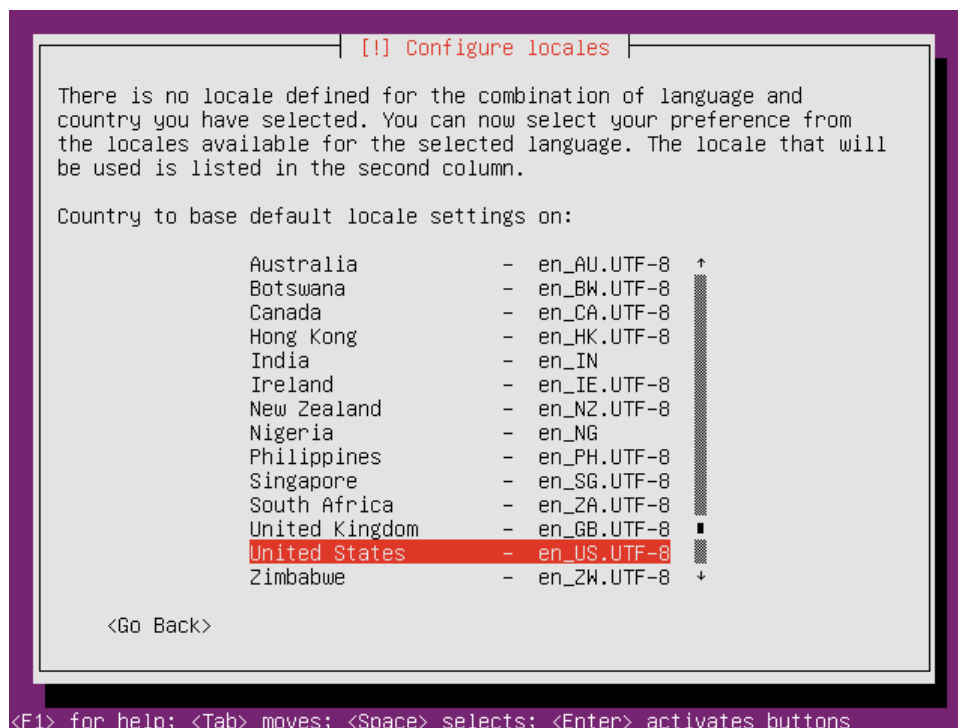 [!] Configure locales
There is no locale defined for the combination of language and
country you have selected. You can now select your preference from
the locales available for the selected language. The locale that will
be used is listed in the second column.
Country to base default locale settings on:
Australia - en_AU.UTF-8
Botswana - en_BW.UTF-8
Canada - en_CA.UTF-8
Hong Kong - en_HK.UTF-8
India - en_IN
Ireland - en_IE.UTF-8
New Zealand - en_NZ.UTF-8
Nigeria - en_NG
Philippines - en_PH.UTF-8
Singapore - en_SG.UTF-8
South Africa - en_ZA.UTF-8
United Kingdom - en_GB.UTF-8
United States - en_US.UTF-8
Zimbabwe - en_ZW.UTF-8
<Go Back>
<F1> for help; <Tab> moves; <Space> selects; <Enter> activates buttons